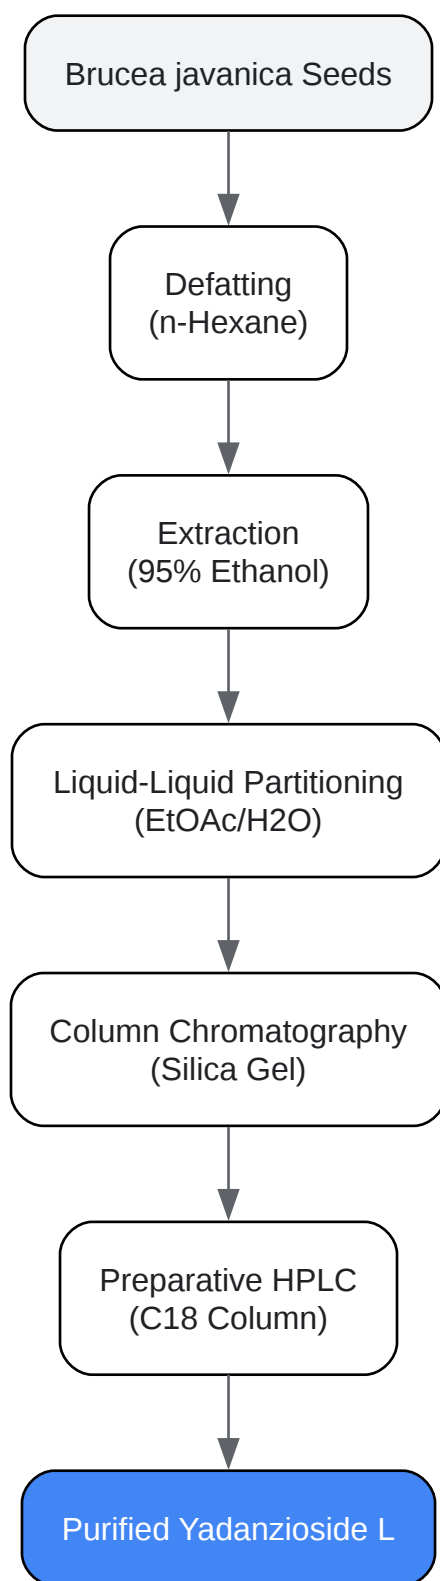 Brucea javanica Seeds
Defatting
(n-Hexane)
Extraction
(95% Ethanol)
Liquid-Liquid Partitioning
(EtOAc/H2O)
Column Chromatography
(Silica Gel)
Preparative HPLC
(C18 Column)
Purified Yadanzioside L